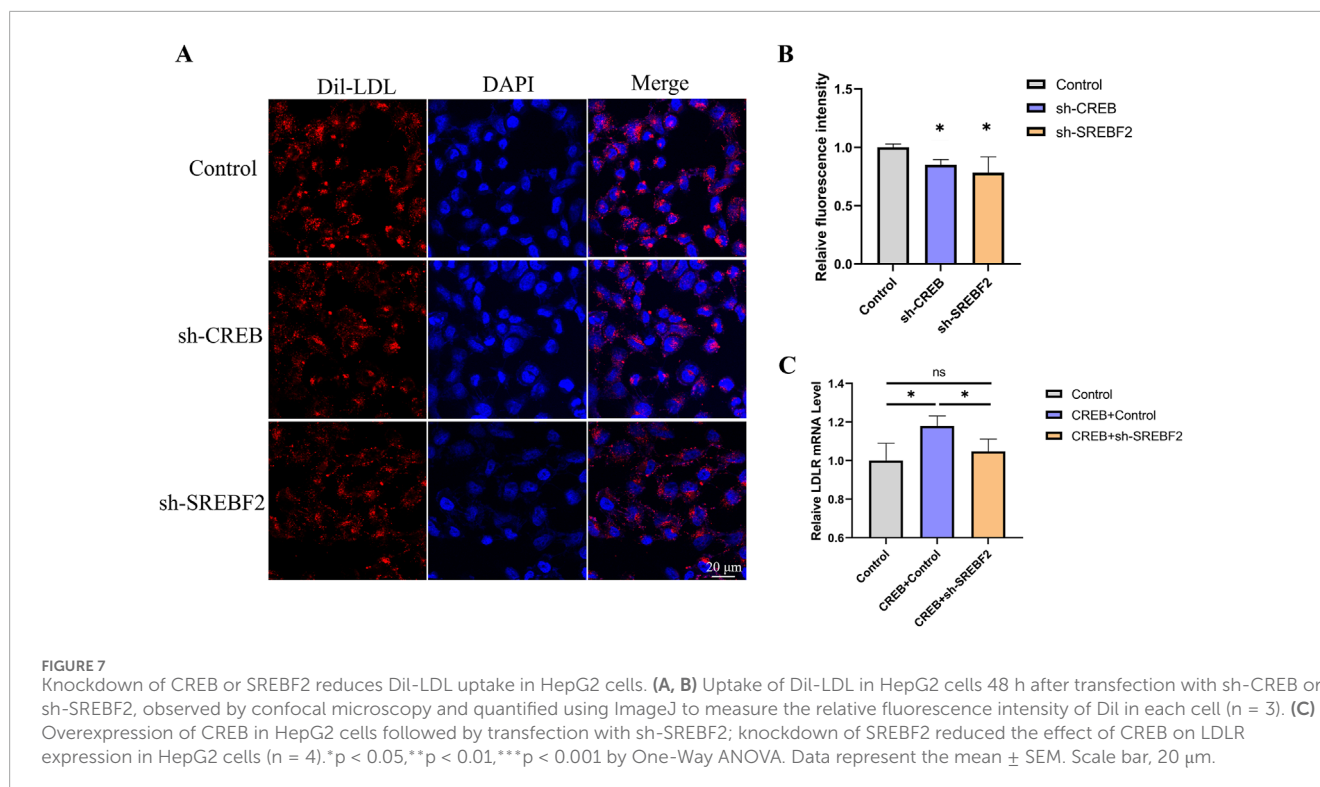 A
Dil-LDL
DAPI
Merge
Control
sh-CREB
sh-SREBF2
20 μm
B
Control
sh-CREB
sh-SREBF2
Relaive fluorescence intensity
1.5
1.0
0.5
0.0
*
*
Control
sh-CREB
sh-SREBF2
C
Control
CREB+Control
CREB+sh-SREBF2
Relaive LDLR mRNA Level
1.4
1.2
1.0
0.8
0.6
ns
*
*
Control
CREB+Control
CREB+sh-SREBF2
FIGURE 7
Knockdown of CREB or SREBF2 reduces Dil-LDL uptake in HepG2 cells. (A, B) Uptake of Dil-LDL in HepG2 cells 48 h after transfection with sh-CREB or
sh-SREBF2, observed by confocal microscopy and quantified using ImageJ to measure the relative fluorescence intensity of Dil in each cell (n = 3). (C)
Overexpression of CREB in HepG2 cells followed by transfection with sh-SREBF2; knockdown of SREBF2 reduced the effect of CREB on LDLR
expression in HepG2 cells (n = 4).*p < 0.05,**p < 0.01,***p < 0.001 by One-Way ANOVA. Data represent the mean ± SEM. Scale bar, 20 μm.